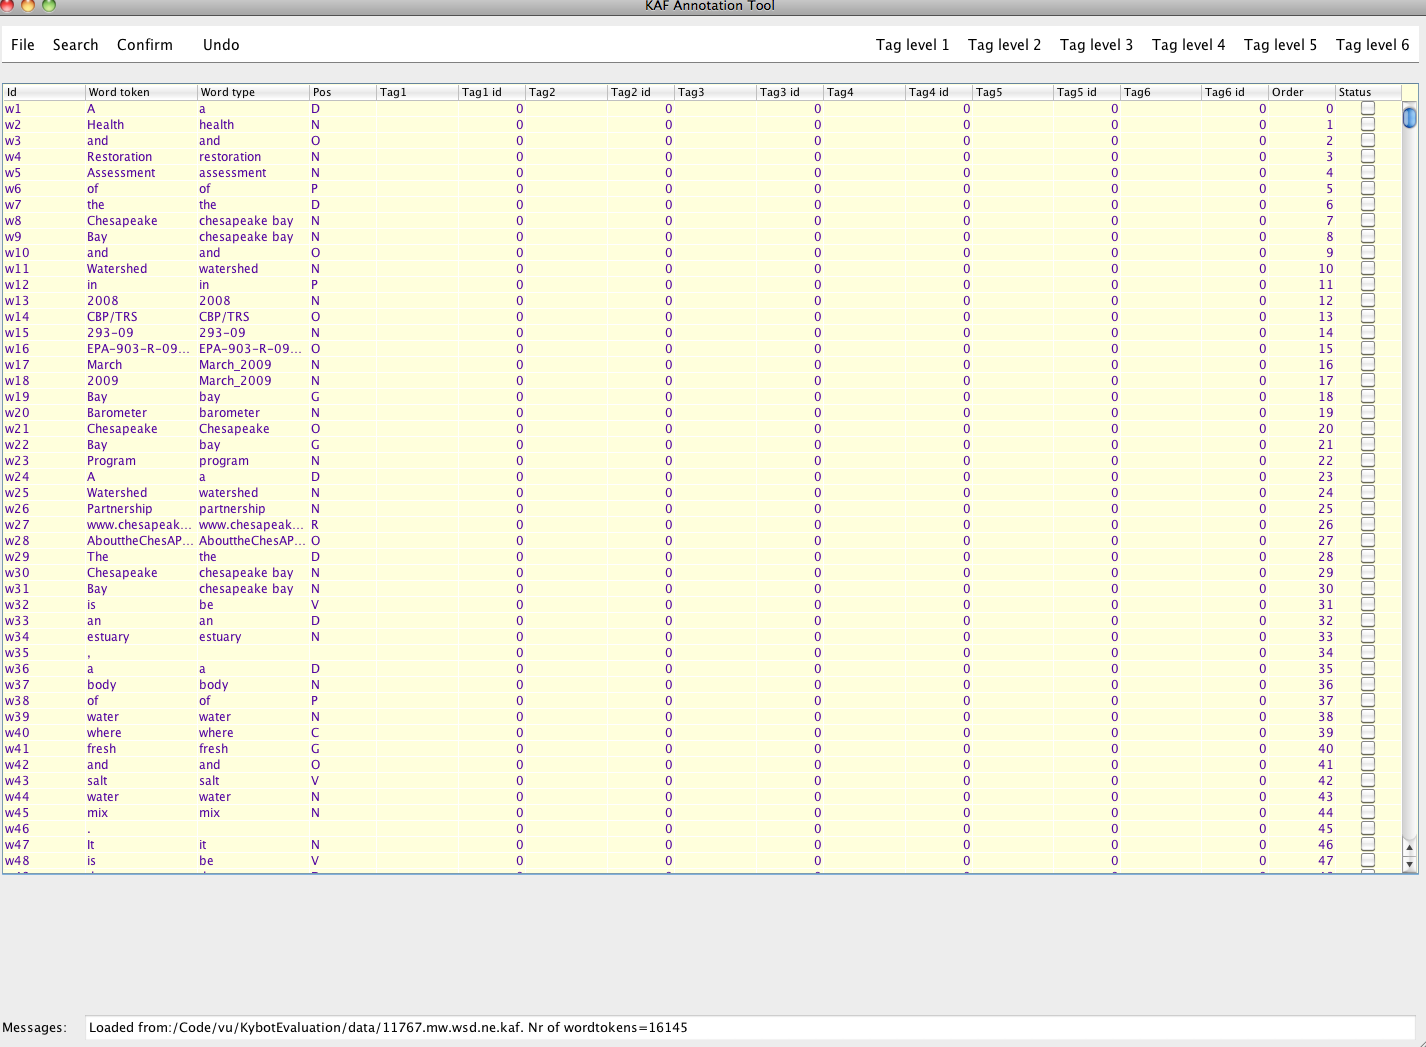 KAF Annotation Tool
File Search Confirm Undo Tag level 1 Tag level 2 Tag level 3 Tag level 4 Tag level 5 Tag level 6
Id Word token Word type Pos Tag1 Tag1 id Tag2 Tag2 id Tag3 Tag3 id Tag4 Tag4 id Tag5 Tag5 id Tag6 Tag6 id Order Status
w1 A a D 0 0 0 0 0 0 0
w2 Health health N 0 0 0 0 0 0 1
w3 and and O 0 0 0 0 0 0 2
w4 Restoration restoration N 0 0 0 0 0 0 3
w5 Assessment assessment N 0 0 0 0 0 0 4
w6 of of P 0 0 0 0 0 0 5
w7 the the D 0 0 0 0 0 0 6
w8 Chesapeake chesapeake bay N 0 0 0 0 0 0 7
w9 Bay chesapeake bay N 0 0 0 0 0 0 8
w10 and and O 0 0 0 0 0 0 9
w11 Watershed watershed N 0 0 0 0 0 0 10
w12 in in P 0 0 0 0 0 0 11
w13 2008 2008 N 0 0 0 0 0 0 12
w14 CBP/TRS CBP/TRS O 0 0 0 0 0 0 13
w15 293-09 293-09 N 0 0 0 0 0 0 14
w16 EPA-903-R-09... EPA-903-R-09... O 0 0 0 0 0 0 15
w17 March March_2009 N 0 0 0 0 0 0 16
w18 2009 March_2009 N 0 0 0 0 0 0 17
w19 Bay bay G 0 0 0 0 0 0 18
w20 Barometer barometer N 0 0 0 0 0 0 19
w21 Chesapeake Chesapeake O 0 0 0 0 0 0 20
w22 Bay bay G 0 0 0 0 0 0 21
w23 Program program N 0 0 0 0 0 0 22
w24 A a D 0 0 0 0 0 0 23
w25 Watershed watershed N 0 0 0 0 0 0 24
w26 Partnership partnership N 0 0 0 0 0 0 25
w27 www.chesapeak... www.chesapeak... R 0 0 0 0 0 0 26
w28 AbouttheChesAP... AbouttheChesAP... O 0 0 0 0 0 0 27
w29 The the D 0 0 0 0 0 0 28
w30 Chesapeake chesapeake bay N 0 0 0 0 0 0 29
w31 Bay chesapeake bay N 0 0 0 0 0 0 30
w32 is be V 0 0 0 0 0 0 31
w33 an an D 0 0 0 0 0 0 32
w34 estuary estuary N 0 0 0 0 0 0 33
w35 , 0 0 0 0 0 0 34
w36 a a D 0 0 0 0 0 0 35
w37 body body N 0 0 0 0 0 0 36
w38 of of P 0 0 0 0 0 0 37
w39 water water N 0 0 0 0 0 0 38
w40 where where C 0 0 0 0 0 0 39
w41 fresh fresh G 0 0 0 0 0 0 40
w42 and and O 0 0 0 0 0 0 41
w43 salt salt V 0 0 0 0 0 0 42
w44 water water N 0 0 0 0 0 0 43
w45 mix mix N 0 0 0 0 0 0 44
w46 . 0 0 0 0 0 0 45
w47 It it N 0 0 0 0 0 0 46
w48 is be V 0 0 0 0 0 0 47
Messages: Loaded from:/Code/vu/KybotEvaluation/data/11767.mw.wsd.ne.kaf. Nr of wordtokens=16145